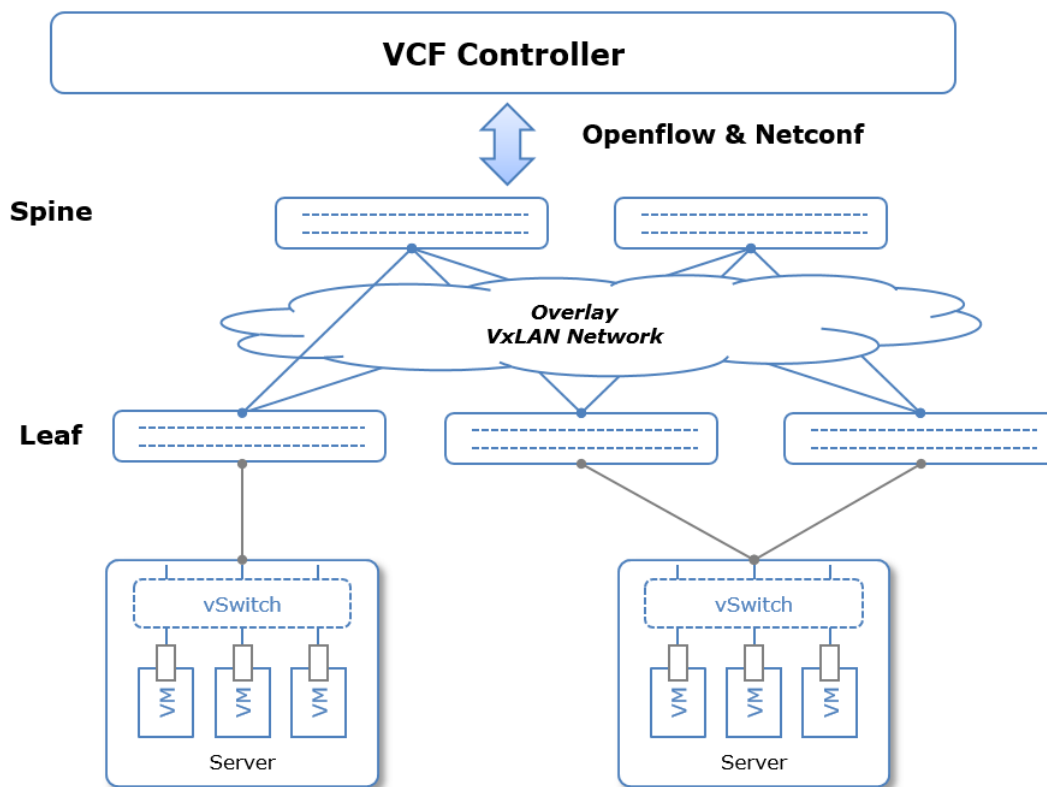 VCF Controller
Openflow & Netconf
Spine
Overlay
VxLAN Network
Leaf
vSwitch
VM VM VM
Server
vSwitch
VM VM VM
Server